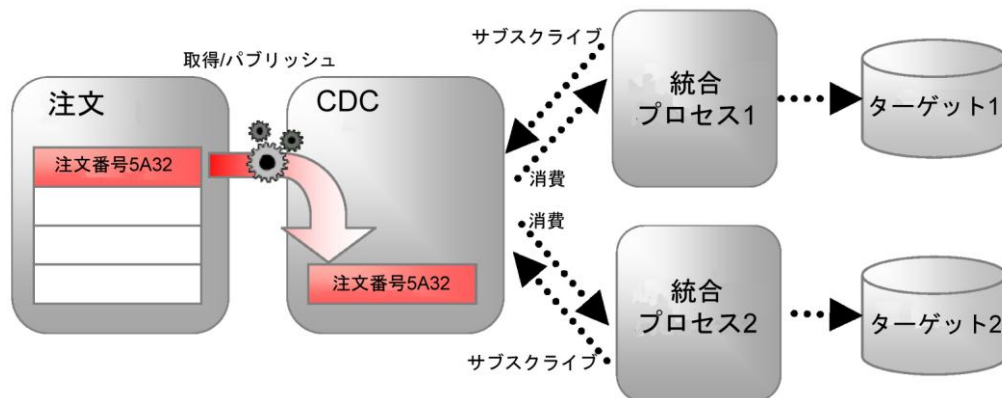 取得/パブリッシュ
注文
注文番号5A32
CDC
注文番号5A32
サブスクライブ
消費
消費
サブスクライブ
統合
プロセス1
ターゲット1
統合
プロセス2
ターゲット2